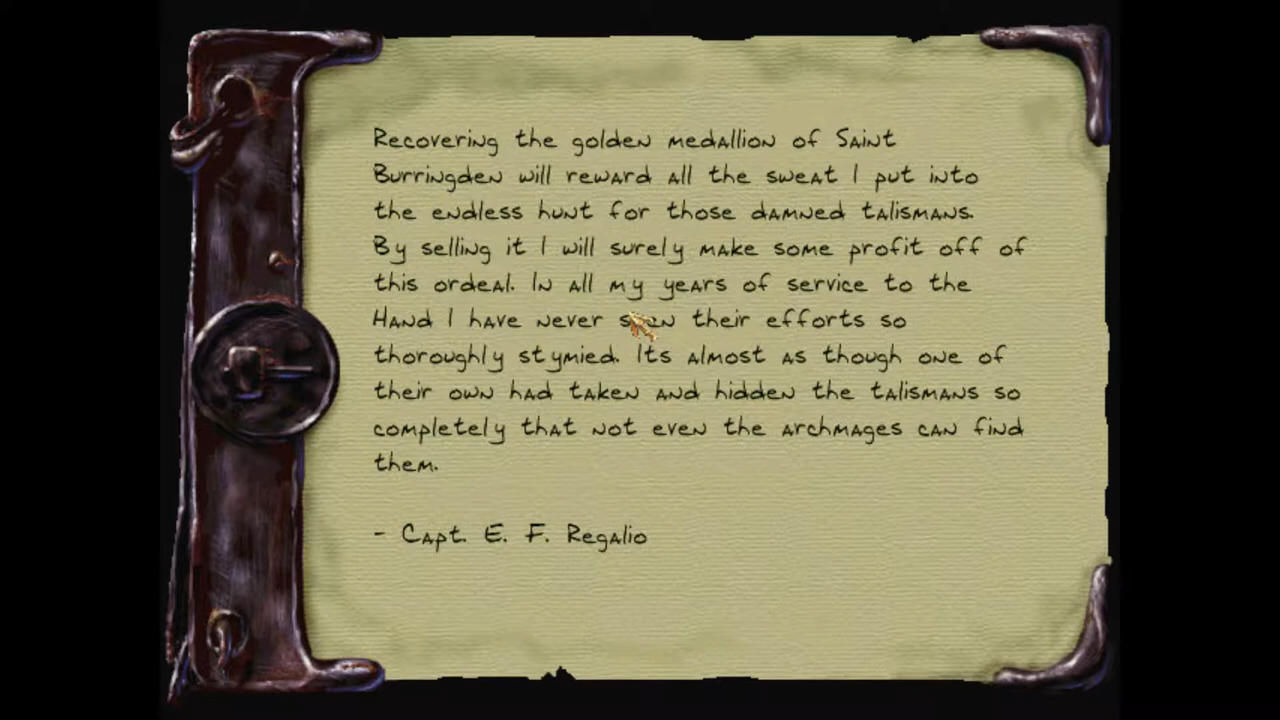 Recovering the golden medallion of Saint
Burringden will reward all the sweat I put into
the endless hunt for those damned talismans.
By selling it I will surely make some profit off of
this ordeal. In all my years of service to the
Hand I have never seen their efforts so
thoroughly stymied. Its almost as though one of
their own had taken and hidden the talismans so
completely that not even the archmages can find
them.
- Capt. E. F. Regalio